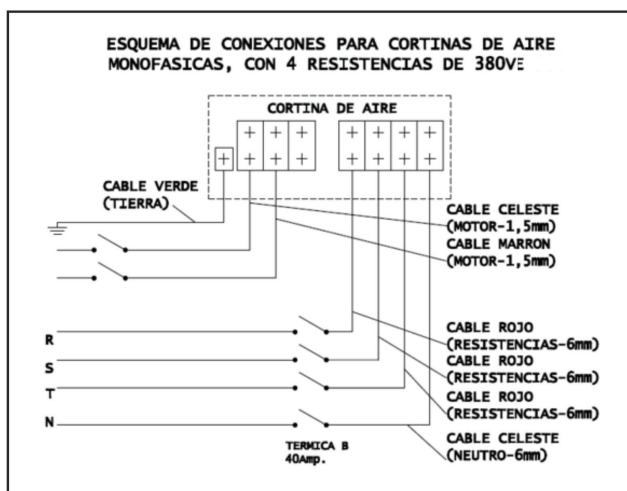 ESQUEMA DE CONEXIONES PARA CORTINAS DE AIRE
MONOFASICAS, CON 4 RESISTENCIAS DE 380VE
CORTINA DE AIRE
CABLE VERDE
(TIERRA)
CABLE CELESTE
(MOTOR-1,5mm)
CABLE MARRON
(MOTOR-1,5mm)
R
S
T
N
CABLE ROJO
(RESISTENCIAS-6mm)
CABLE ROJO
(RESISTENCIAS-6mm)
CABLE ROJO
(RESISTENCIAS-6mm)
CABLE CELESTE
(NEUTRO-6mm)
TERMICA B
40Amp.